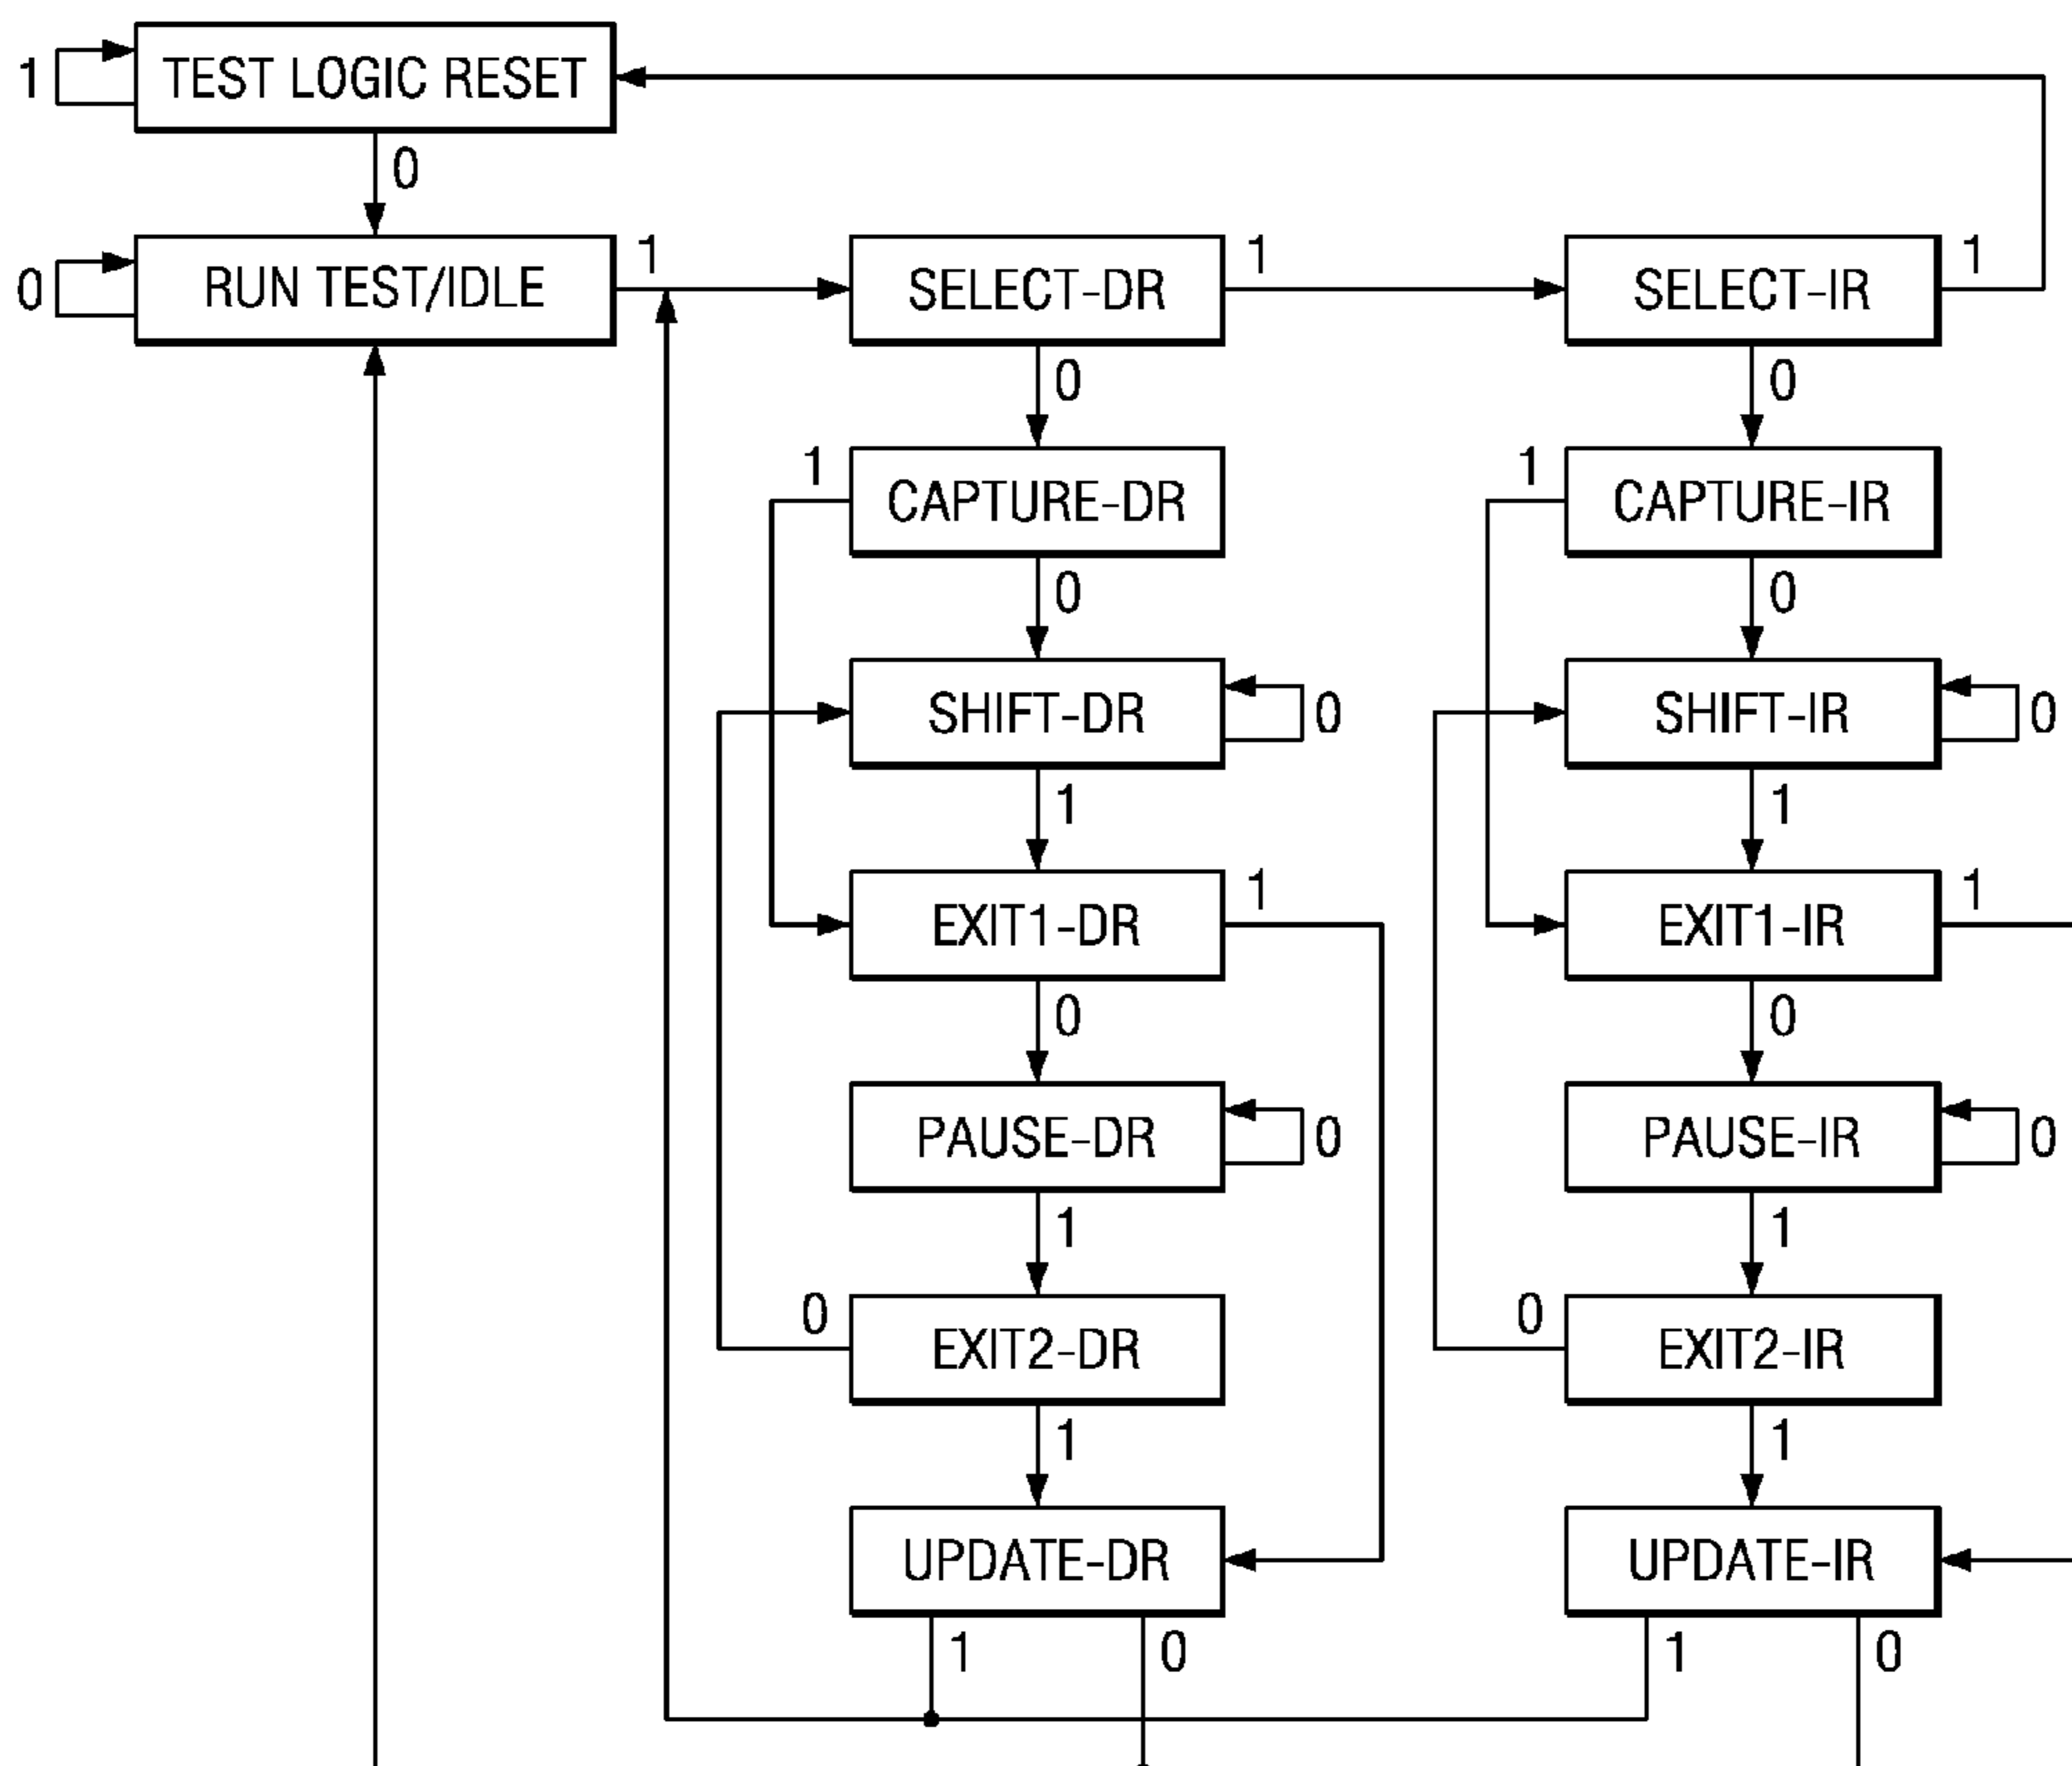 1
TEST LOGIC RESET
0
0
RUN TEST/IDLE
1
SELECT-DR
1
SELECT-IR
1
0
0
1
CAPTURE-DR
1
CAPTURE-IR
0
0
SHIFT-DR
0
SHIFT-IR
0
1
1
EXIT1-DR
1
EXIT1-IR
1
0
0
PAUSE-DR
0
PAUSE-IR
0
1
1
0
EXIT2-DR
0
EXIT2-IR
1
1
UPDATE-DR
UPDATE-IR
1
0
1
0